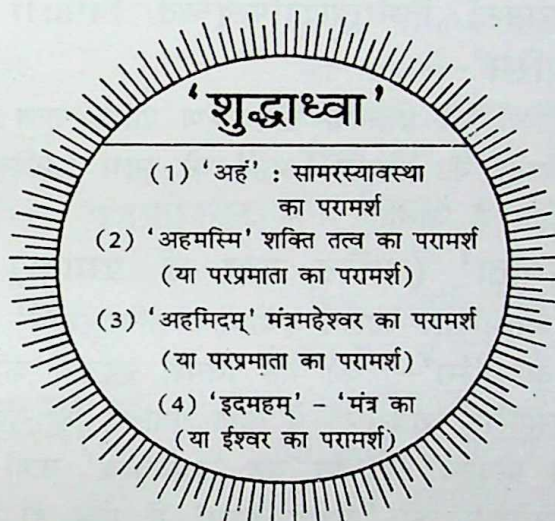 'शुद्धाध्वा'
(1) 'अहं' : सामरस्यावस्था
का परामर्श
(2) 'अहमस्मि' शक्ति तत्व का परामर्श
(या परप्रमाता का परामर्श)
(3) 'अहमिदम्' मंत्रमहेश्वर का परामर्श
(या परप्रमाता का परामर्श)
(4) 'इदमहम्' – 'मंत्र का
(या ईश्वर का परामर्श)